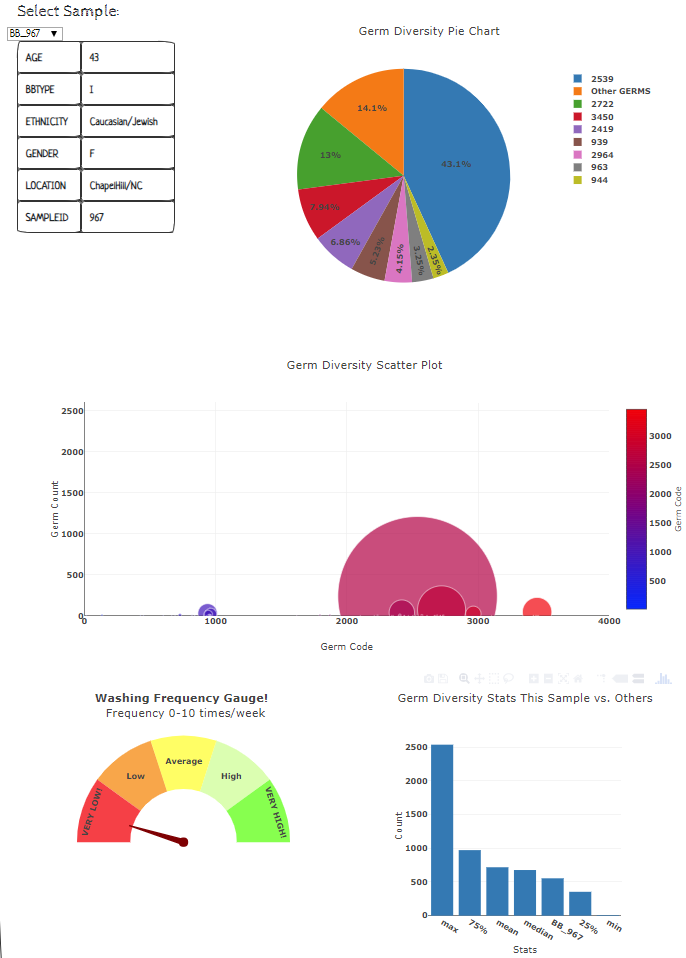 Select Sample:
BB_967 ▼
AGE 43
BBTYPE I
ETHNICITY Caucasian/Jewish
GENDER F
LOCATION ChapelHill/NC
SAMPLEID 967
Germ Diversity Pie Chart
43.1%
14.1%
13%
7.94%
6.86%
5.23%
4.15%
3.25%
2.35%
2539
Other GERMS
2722
3450
2419
939
2964
963
944
Germ Diversity Scatter Plot
Germ Count
2500
2000
1500
1000
500
0
0 1000 2000 3000 4000
Germ Code
3000
2500
2000
1500
1000
500
Germ Code
Washing Frequency Gauge!
Frequency 0-10 times/week
VERY LOW!
Low
Average
High
VERY HIGH!
Germ Diversity Stats This Sample vs. Others
Count
2500
2000
1500
1000
500
0
max 75% mean median BB_967 25% min
Stats